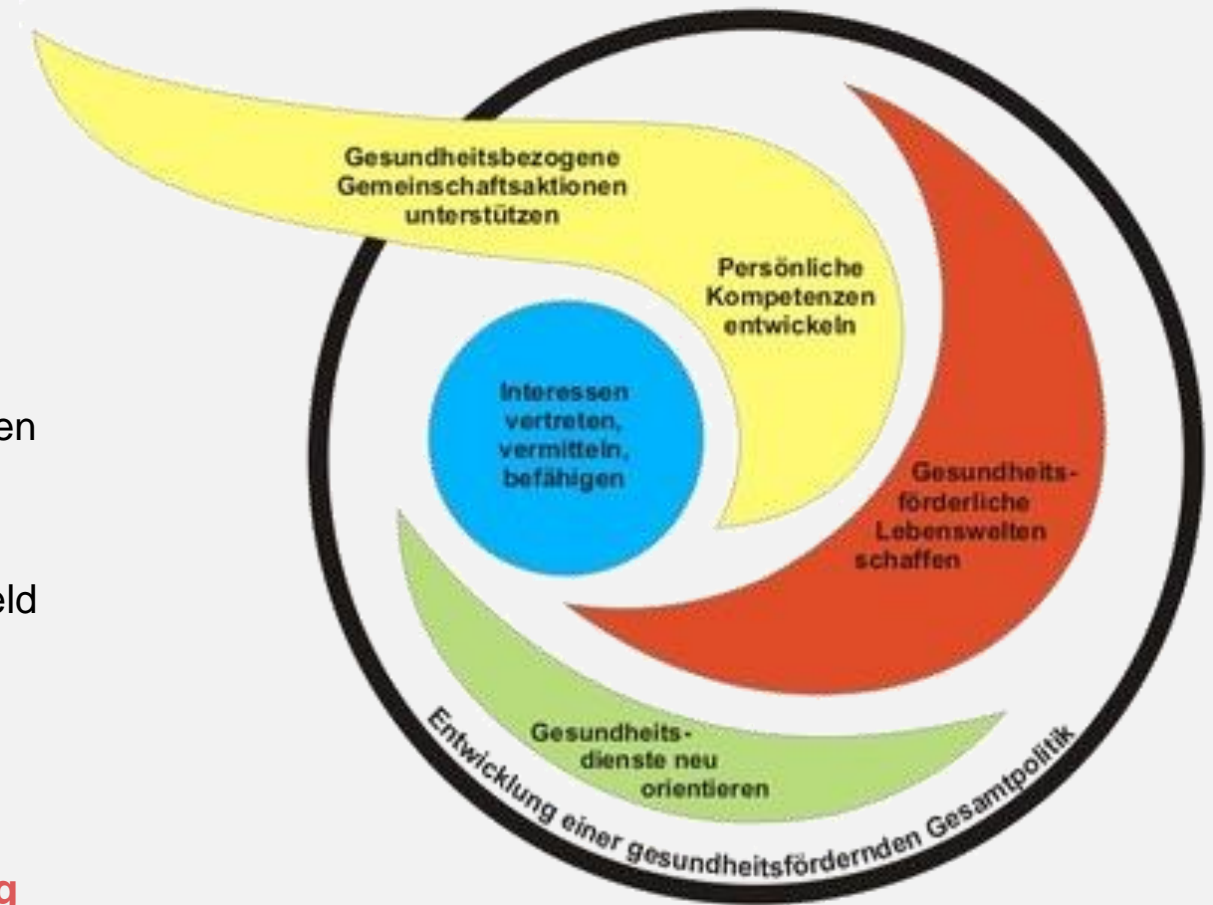 Gesundheitsbezogene
Gemeinschaftsaktionen
unterstützen
Persönliche
Kompetenzen
entwickeln
Interessen
vertreten,
vermitteln,
befähigen
en
Gesundheits-
förderliche
Lebenswelten
schaffen
eld
Gesundheits-
dienste neu
orientieren
Entwicklung einer gesundheitsfördernden Gesamtpolitik
g